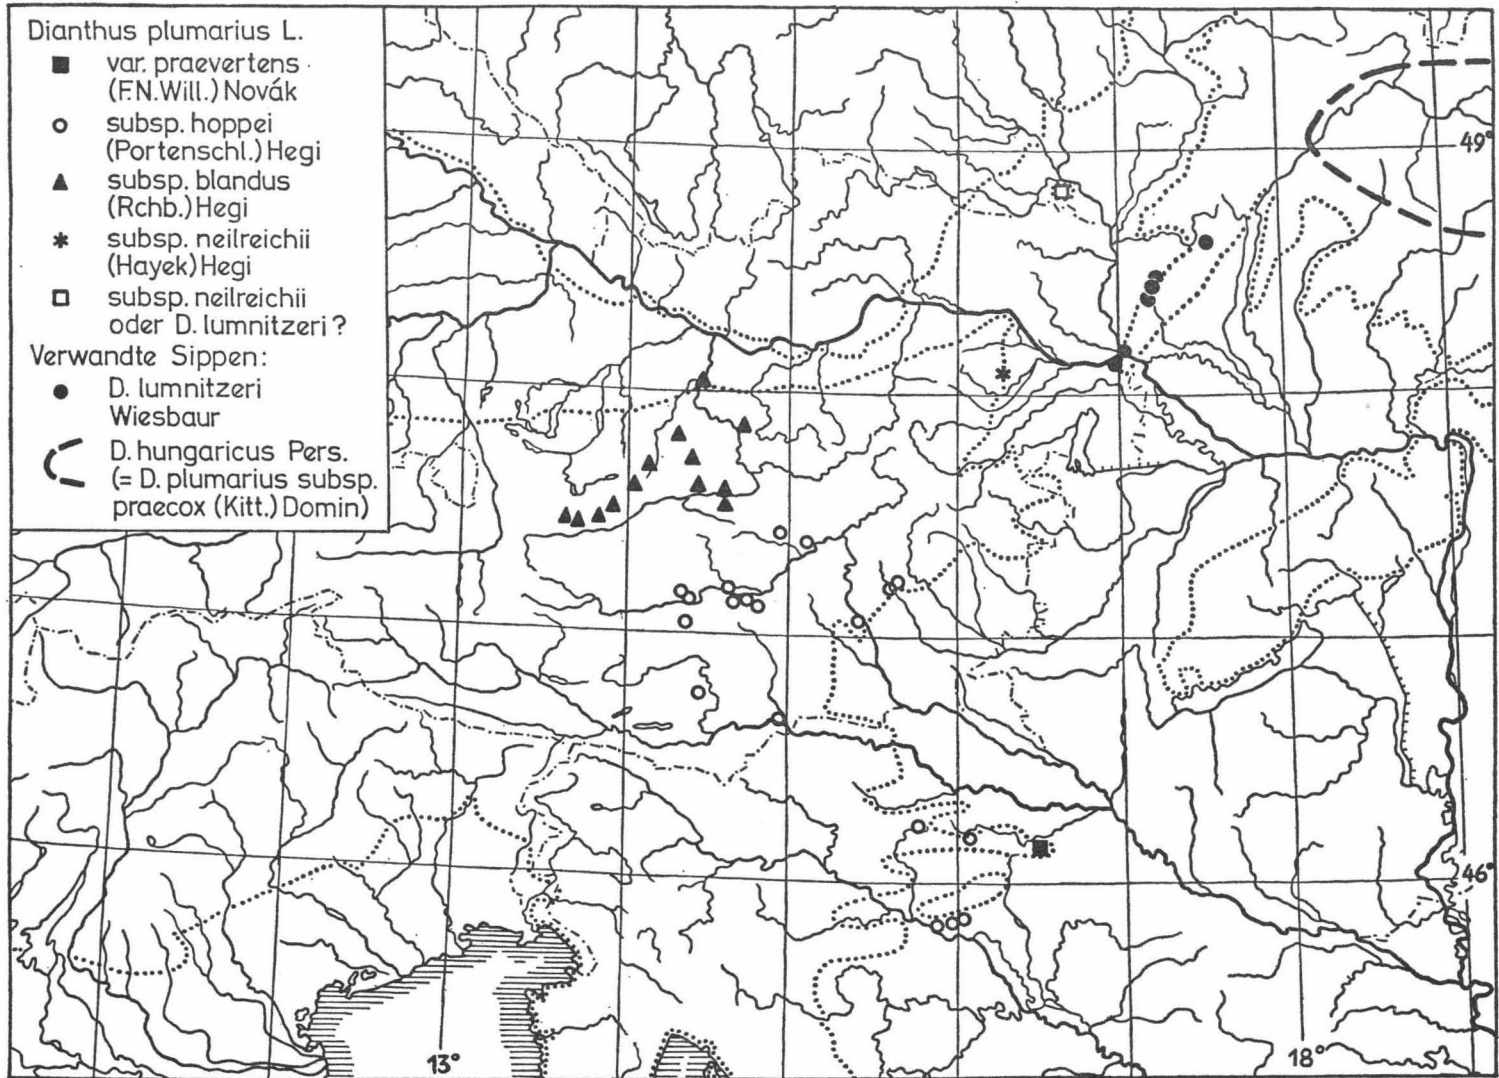 Dianthus plumarius L.
var. praevertens
(F.N.Will.) Novák
subsp. hoppei
(Portenschl.) Hegi
subsp. blandus
(Rchb.) Hegi
subsp. neilreichii
(Hayek) Hegi
subsp. neilreichii
oder D. lumnitzeri?
Verwandte Sippen:
D. lumnitzeri
Wiesbaur
D. hungaricus Pers.
(= D. plumarius subsp.
praecox (Kitt.) Domin)
49°
46°
13°
18°